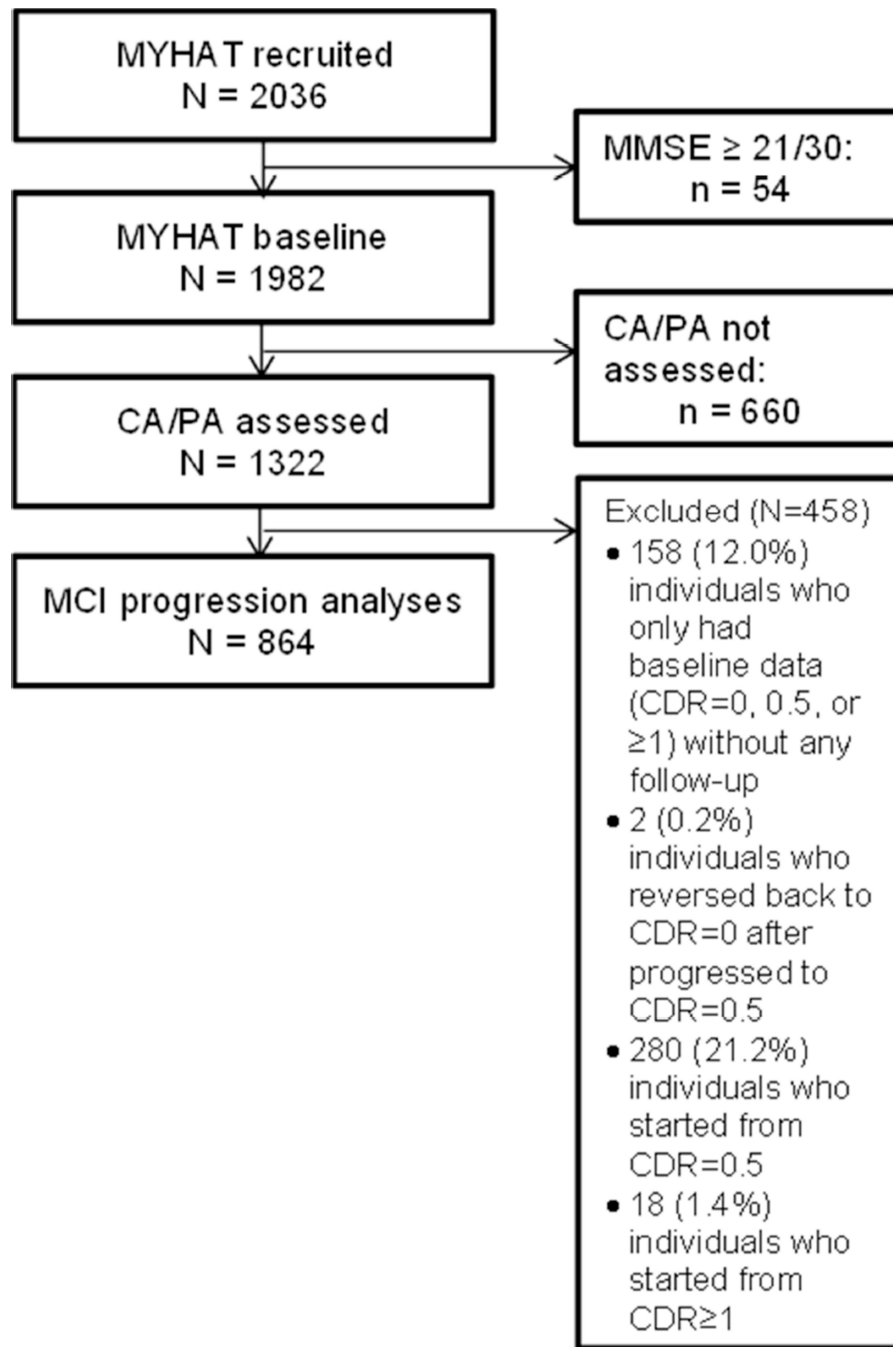 MYHAT recruited
N = 2036
MMSE ≥ 21/30:
n = 54
MYHAT baseline
N = 1982
CA/PA not
assessed:
n = 660
CA/PA assessed
N = 1322
Excluded (N=458)
• 158 (12.0%)
individuals who
only had
baseline data
(CDR=0, 0.5, or
≥1) without any
follow-up
• 2 (0.2%)
individuals who
reversed back to
CDR=0 after
progressed to
CDR=0.5
• 280 (21.2%)
individuals who
started from
CDR=0.5
• 18 (1.4%)
individuals who
started from
CDR≥1
MCI progression analyses
N = 864